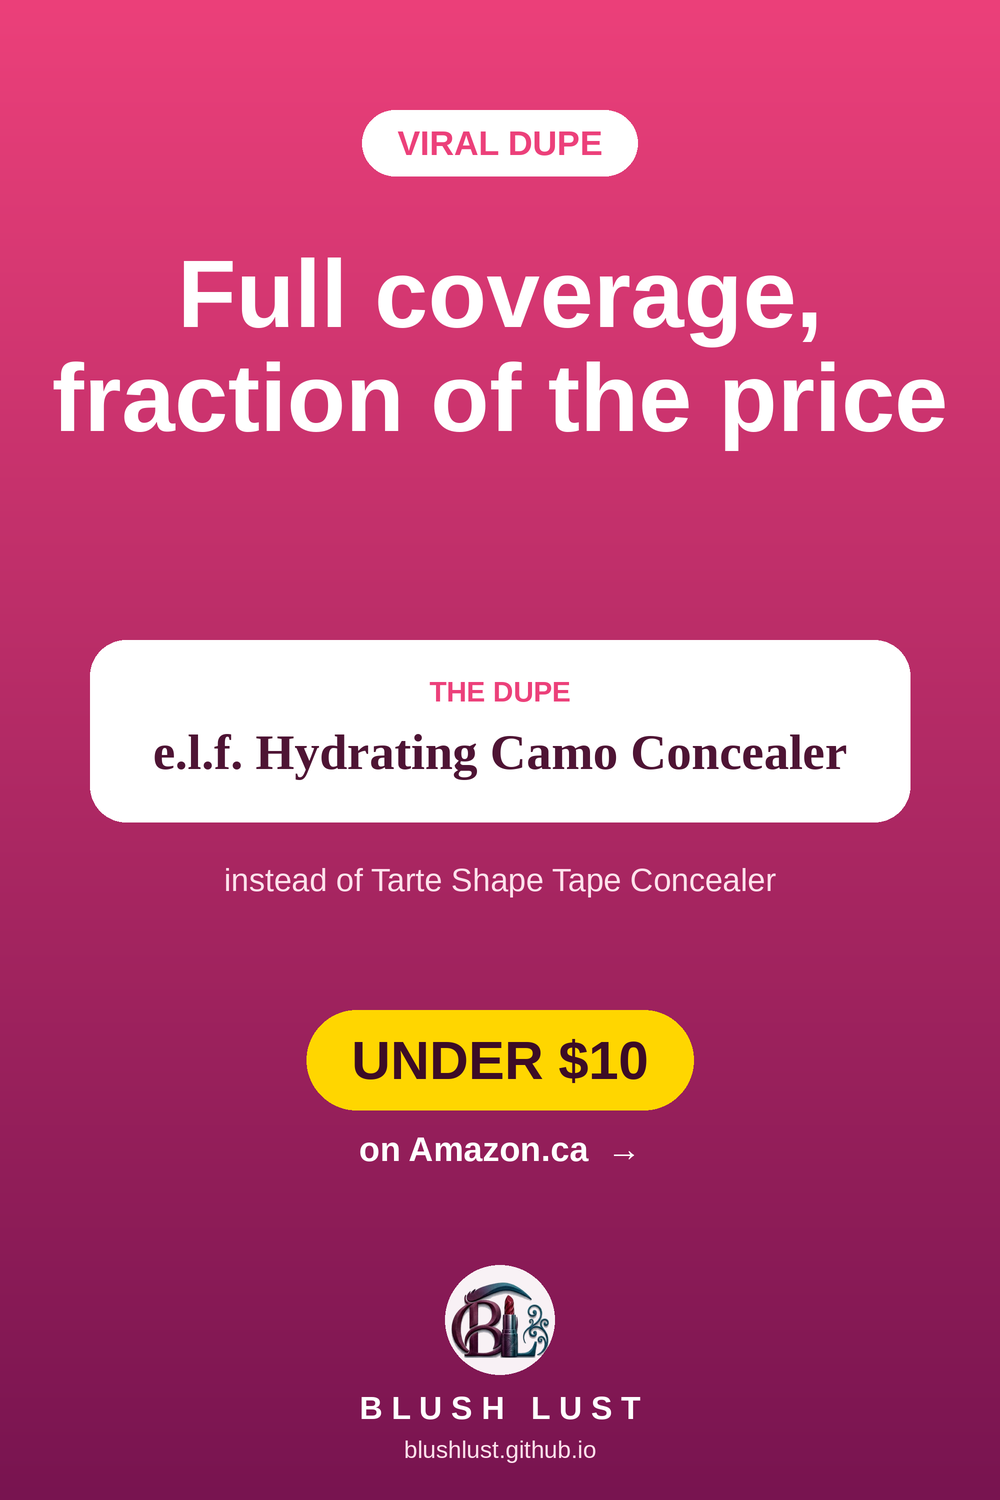 VIRAL DUPE
Full coverage,
fraction of the price
THE DUPE
e.l.f. Hydrating Camo Concealer
instead of Tarte Shape Tape Concealer
UNDER $10
on Amazon.ca →
BL
BLUSH LUST
blushlust.github.io